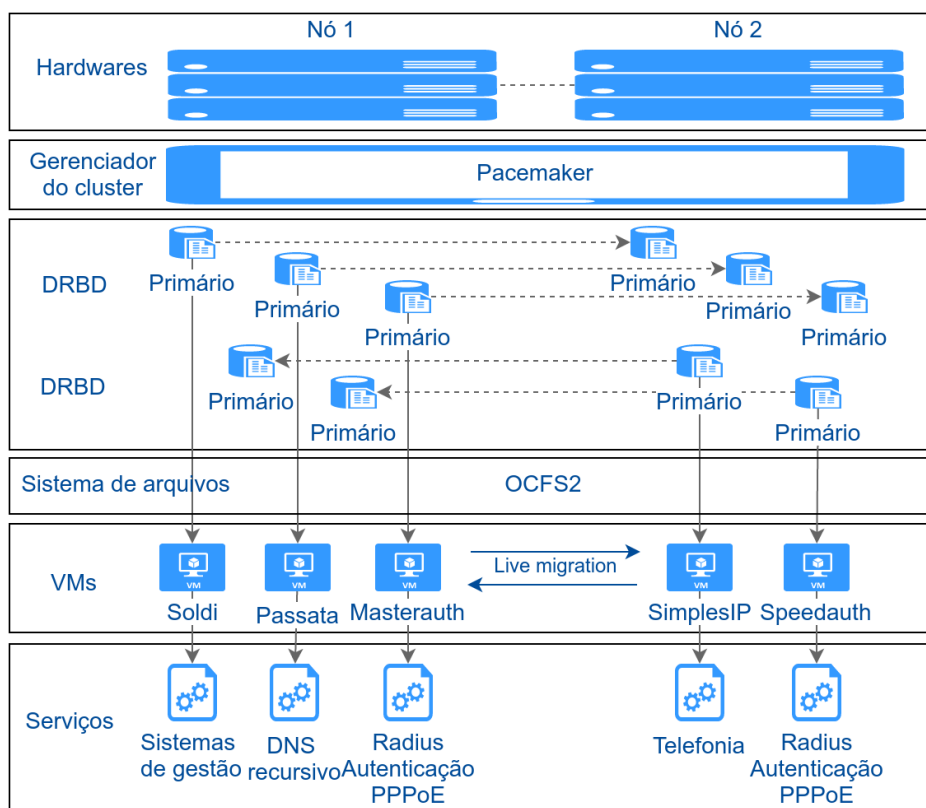 Nó 1
Nó 2
Hardwares
Gerenciador
do cluster
Pacemaker
DRBD
Primário
Primário
Primário
Primário
Primário
Primário
DRBD
Primário
Primário
Primário
Primário
Sistema de arquivos
OCFS2
VMs
VM
VM
VM
Live migration
VM
VM
Soldi
Passata
Masterauth
SimplesIP
Speedauth
Serviços
Sistemas
de gestão
DNS
recursivo
Radius
Autenticação
PPPoE
Telefonia
Radius
Autenticação
PPPoE